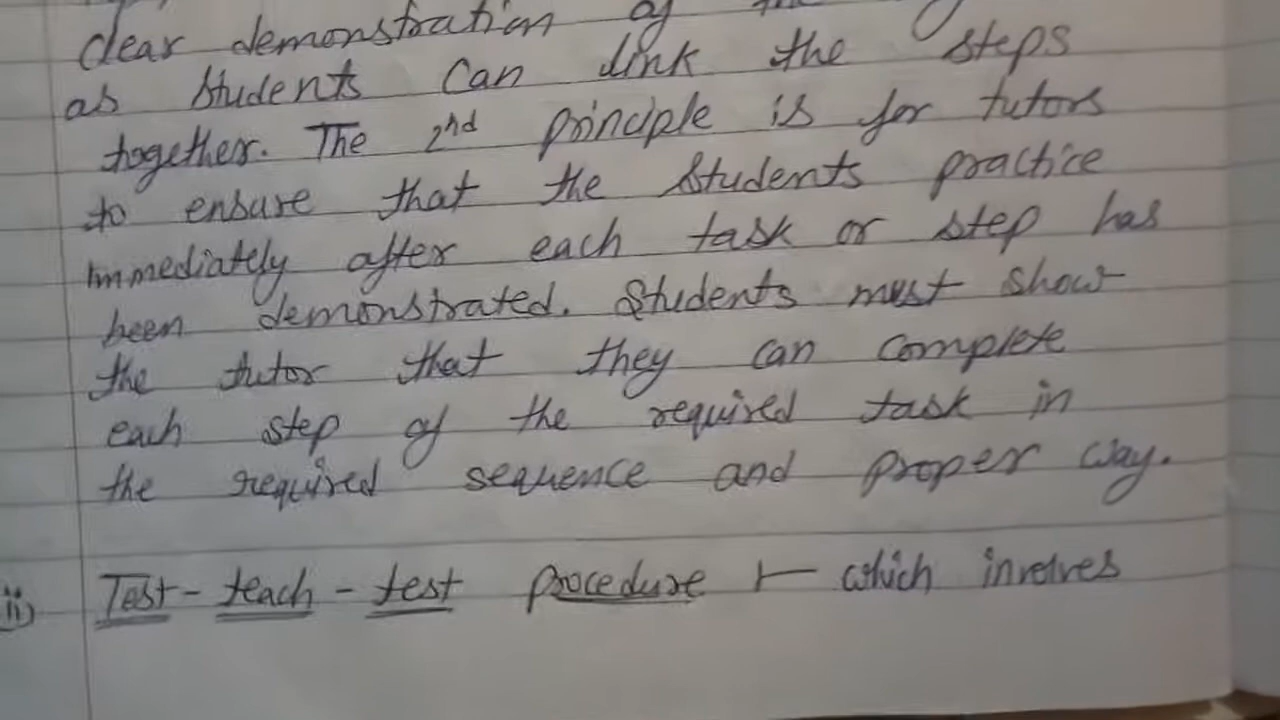 clear demonstration of the
as students can link the steps
together. The 2nd principle is for tutors
to ensure that the students practice
immediately after each task or step has
been demonstrated. Students must show
the tutor that they can complete
each step of the required task in
the required sequence and proper way.
ii) Test - teach - test procedure :- which involves